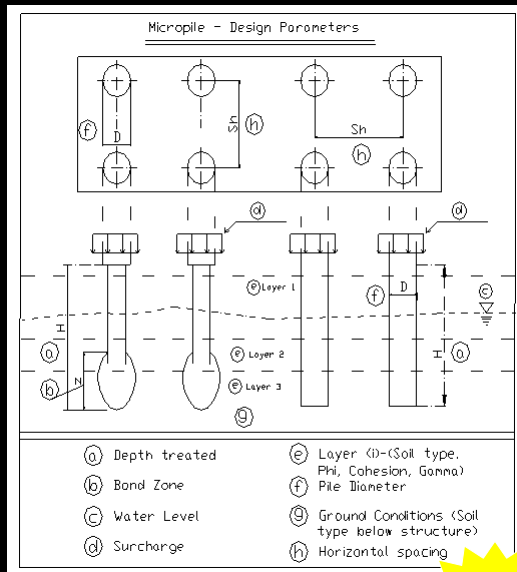 Micropile - Design Parameters
f D Sh h Sh
h
d d
e Layer 1
c
f D
H H
a e Layer 2 a
z
b e Layer 3
g
a Depth treated
b Bond Zone
c Water Level
d Surcharge
e Layer (i)-(Soil type,
Phi, Cohesion, Gamma)
f Pile Diameter
g Ground Conditions (Soil
type below structure)
h Horizontal spacing